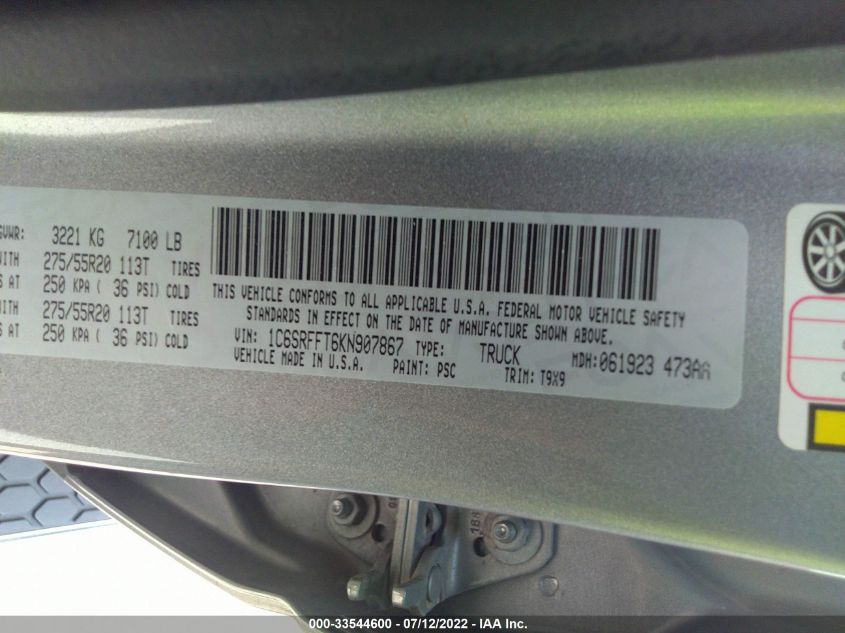 GVWR: 3221 KG 7100 LB
WITH 275/55R20 113T TIRES
S AT 250 KPA ( 36 PSI) COLD
WITH 275/55R20 113T TIRES
S AT 250 KPA ( 36 PSI) COLD
THIS VEHICLE CONFORMS TO ALL APPLICABLE U.S.A. FEDERAL MOTOR VEHICLE SAFETY
STANDARDS IN EFFECT ON THE DATE OF MANUFACTURE SHOWN ABOVE.
VIN: 1C6SRFFT6KN907867 TYPE: TRUCK MDH: 061923 473AA
VEHICLE MADE IN U.S.A. PAINT: PSC TRIM: T9X9
000-33544600 - 07/12/2022 - IAA Inc.